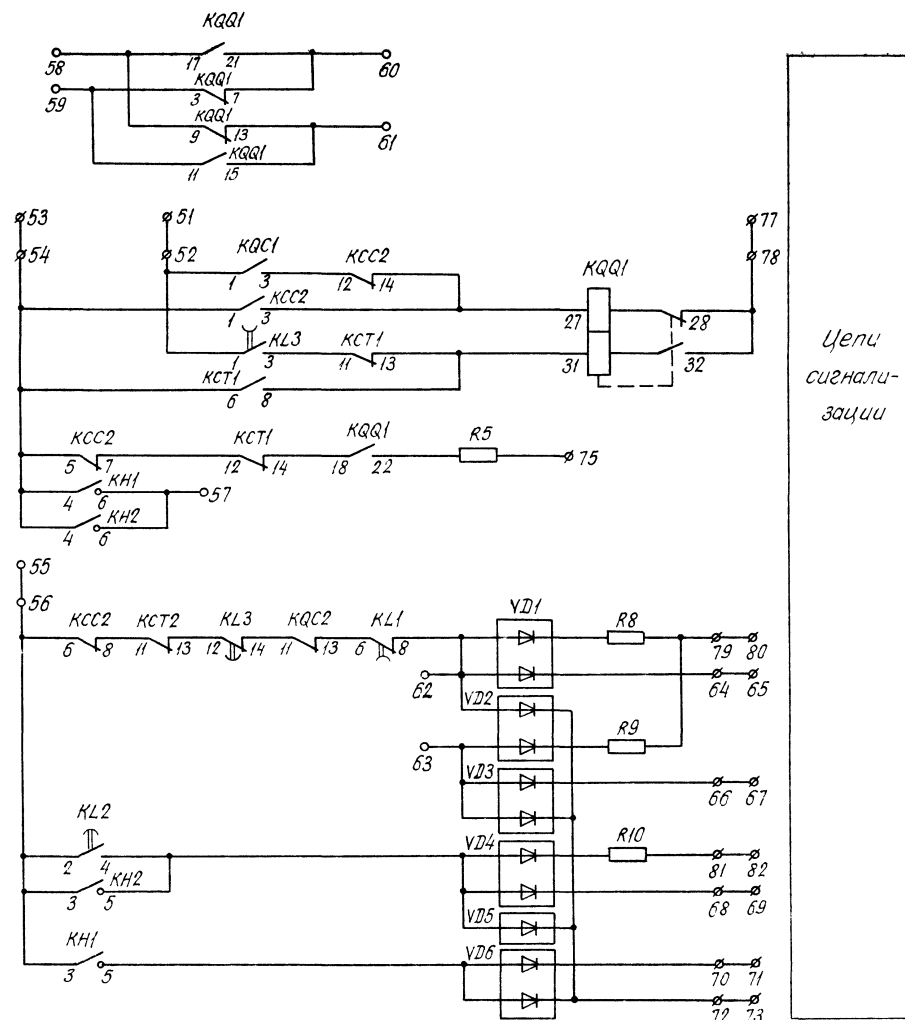 KQQ1
58 17 21 60
KQQ1
59 3 7
KQQ1
9 13 61
KQQ1
11 15
53 51 77
54 52 78
KQC1 KCC2 KQQ1
1 3 12 14
KCC2
1 3 27 28
KL3 KCT1
1 3 11 13 31 32
KCT1
6 8
KCC2 KCT1 KQQ1 R5
5 7 12 14 18 22 75
KH1
4 6 57
KH2
4 6
55
56
KCC2 KCT2 KL3 KQC2 KL1 VD1 R8
6 8 11 13 12 14 11 13 6 8 79 80
62 64 65
VD2
R9
63
VD3
66 67
KL2
VD4 R10
2 4 81 82
KH2
3 5 68 69
VD5
KH1
VD6
3 5 70 71
72 73
Цепи
сигнали-
зации